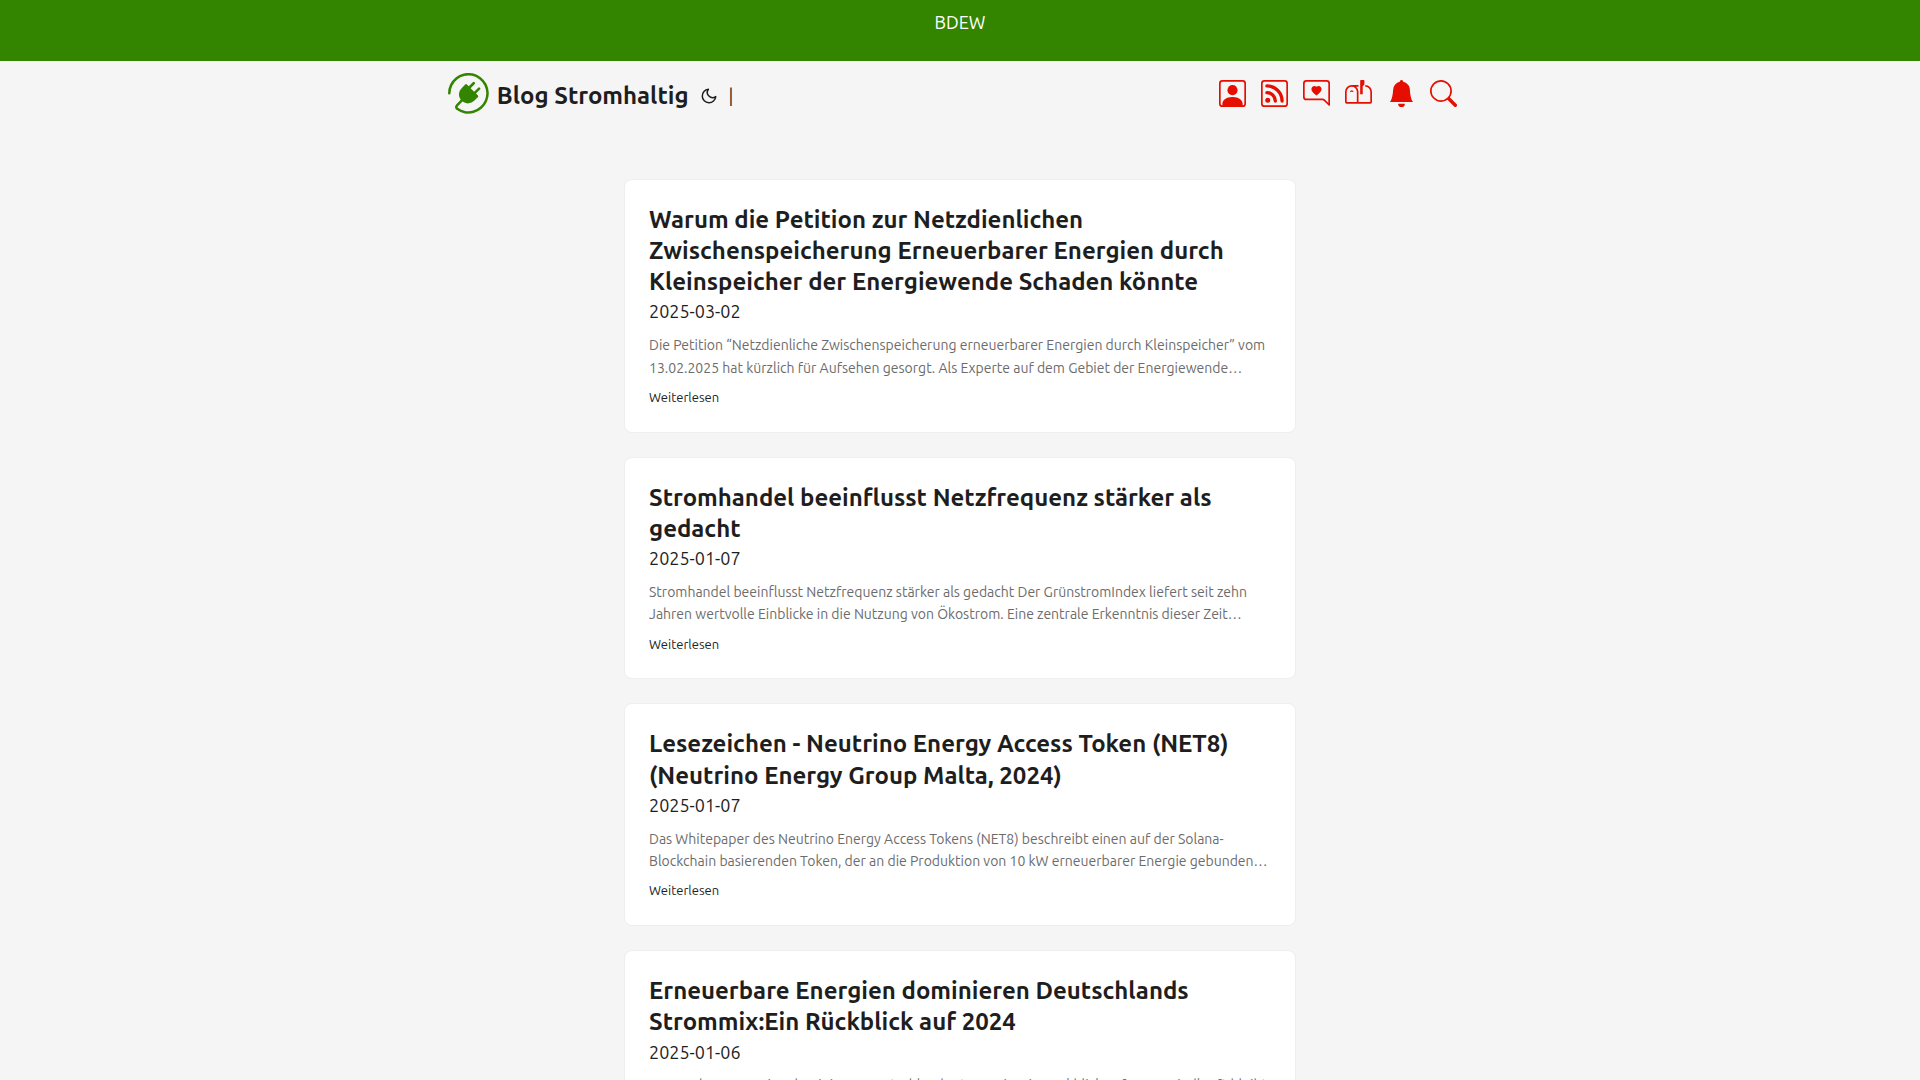 BDEW
Blog Stromhaltig |
Warum die Petition zur Netzdienlichen
Zwischenspeicherung Erneuerbarer Energien durch
Kleinspeicher der Energiewende Schaden könnte
2025-03-02
Die Petition “Netzdienliche Zwischenspeicherung erneuerbarer Energien durch Kleinspeicher” vom
13.02.2025 hat kürzlich für Aufsehen gesorgt. Als Experte auf dem Gebiet der Energiewende…
Weiterlesen
Stromhandel beeinflusst Netzfrequenz stärker als
gedacht
2025-01-07
Stromhandel beeinflusst Netzfrequenz stärker als gedacht Der GrünstromIndex liefert seit zehn
Jahren wertvolle Einblicke in die Nutzung von Ökostrom. Eine zentrale Erkenntnis dieser Zeit…
Weiterlesen
Lesezeichen - Neutrino Energy Access Token (NET8)
(Neutrino Energy Group Malta, 2024)
2025-01-07
Das Whitepaper des Neutrino Energy Access Tokens (NET8) beschreibt einen auf der Solana-
Blockchain basierenden Token, der an die Produktion von 10 kW erneuerbarer Energie gebunden…
Weiterlesen
Erneuerbare Energien dominieren Deutschlands
Strommix:Ein Rückblick auf 2024
2025-01-06